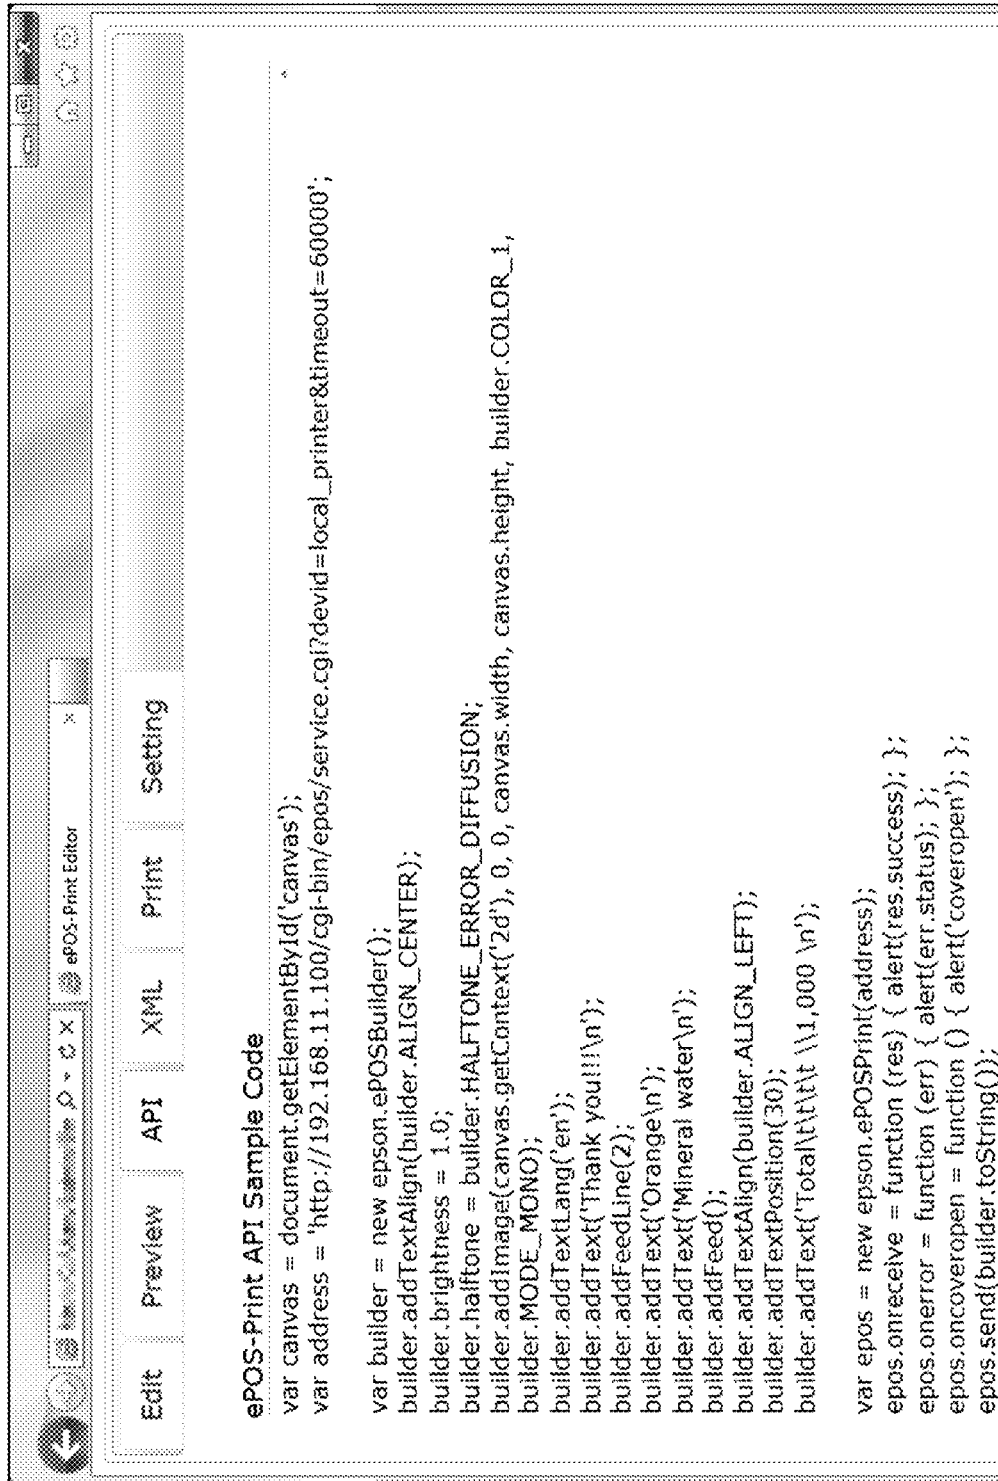 ePOS-Print Editor
Edit Preview API XML Print Setting
ePOS-Print API Sample Code
var canvas = document.getElementById('canvas');
var address = 'http://192.168.11.100/cgi-bin/epos/service.cgi?devid=local_printer&timeout=60000';
var builder = new epson.ePOSBuilder();
builder.addTextAlign(builder.ALIGN_CENTER);
builder.brightness = 1.0;
builder.halftone = builder.HALFTONE_ERROR_DIFFUSION;
builder.addImage(canvas.getContext('2d'), 0, 0, canvas.width, canvas.height, builder.COLOR_1,
builder.MODE_MONO);
builder.addTextLang('en');
builder.addText('Thank you!!!\n');
builder.addFeedLine(2);
builder.addText('Orange\n');
builder.addText('Mineral water\n');
builder.addFeed();
builder.addTextAlign(builder.ALIGN_LEFT);
builder.addTextPosition(30);
builder.addText('Total\t\t\t\t \\1,000 \n');
var epos = new epson.ePOSPrint(address);
epos.onreceive = function (res) { alert(res.success); };
epos.onerror = function (err) { alert(err.status); };
epos.oncoveropen = function () { alert('coveropen'); };
epos.send(builder.toString());